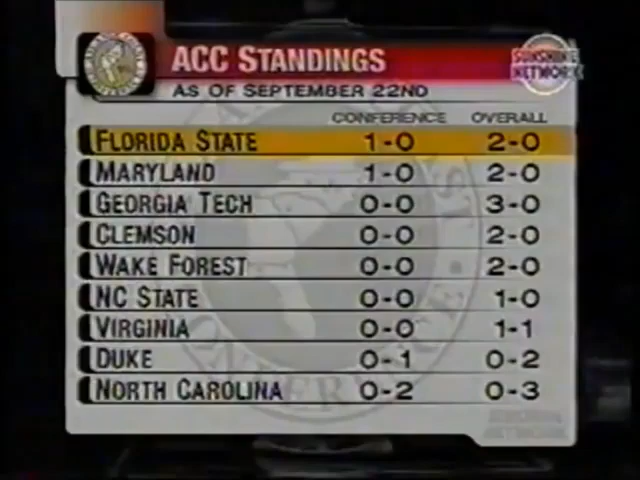 ACC STANDINGS
SUNSHINE NETWORK
AS OF SEPTEMBER 22ND
CONFERENCE OVERALL
FLORIDA STATE 1-0 2-0
MARYLAND 1-0 2-0
GEORGIA TECH 0-0 3-0
CLEMSON 0-0 2-0
WAKE FOREST 0-0 2-0
NC STATE 0-0 1-0
VIRGINIA 0-0 1-1
DUKE 0-1 0-2
NORTH CAROLINA 0-2 0-3
SUNSHINE NETWORK